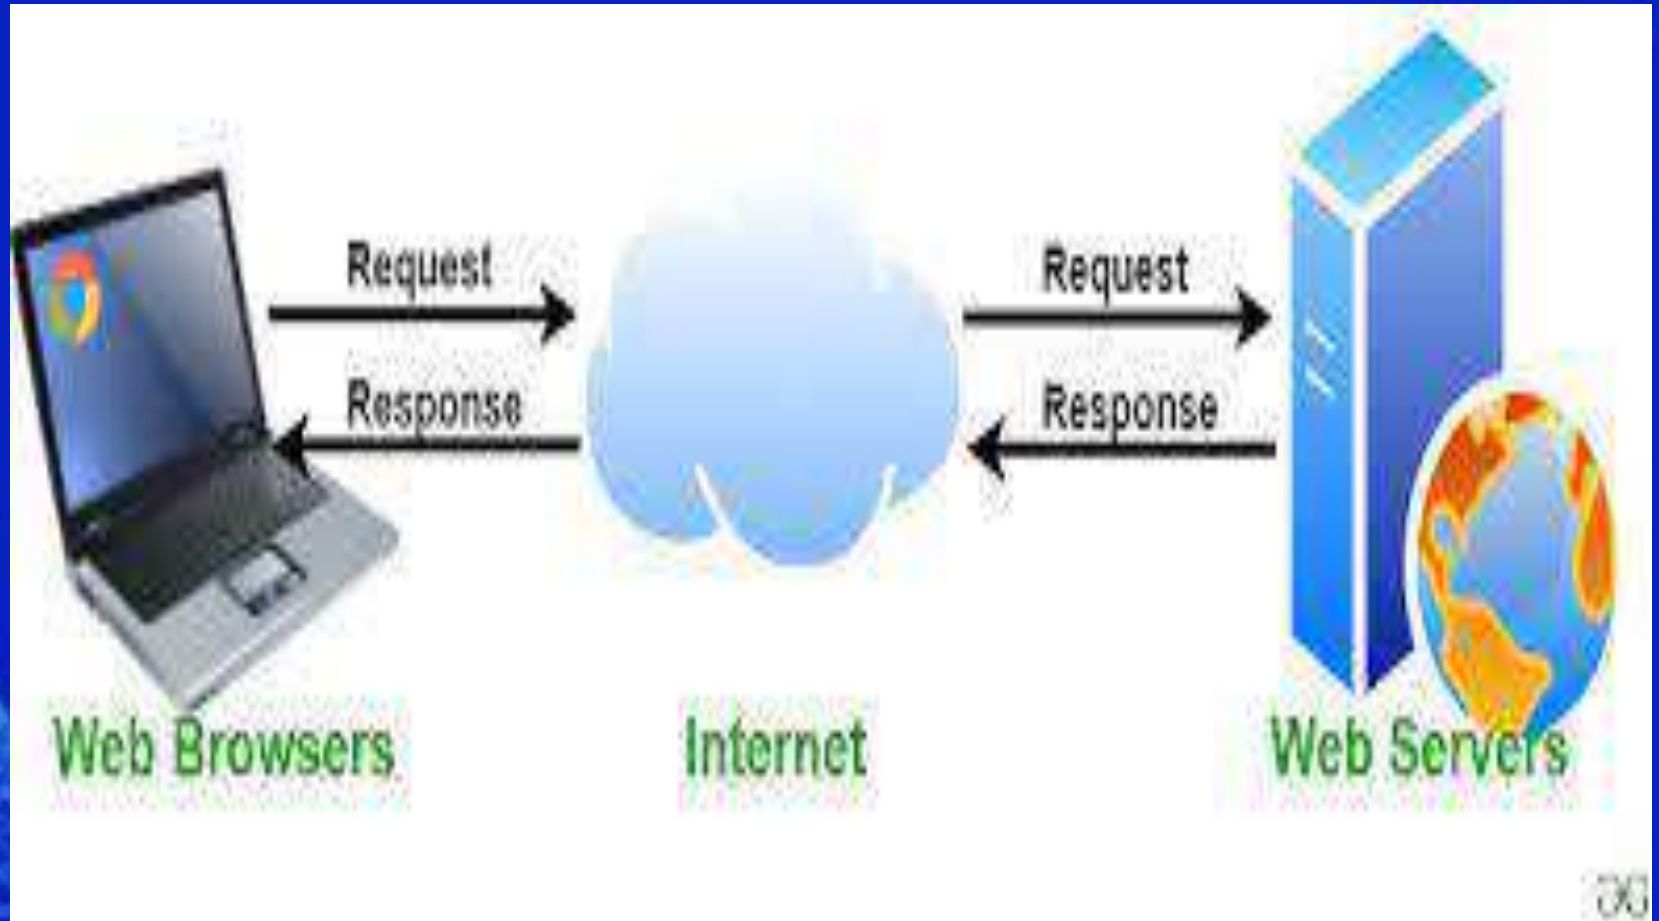 Request
Response
Request
Response
Web Browsers
Internet
Web Servers